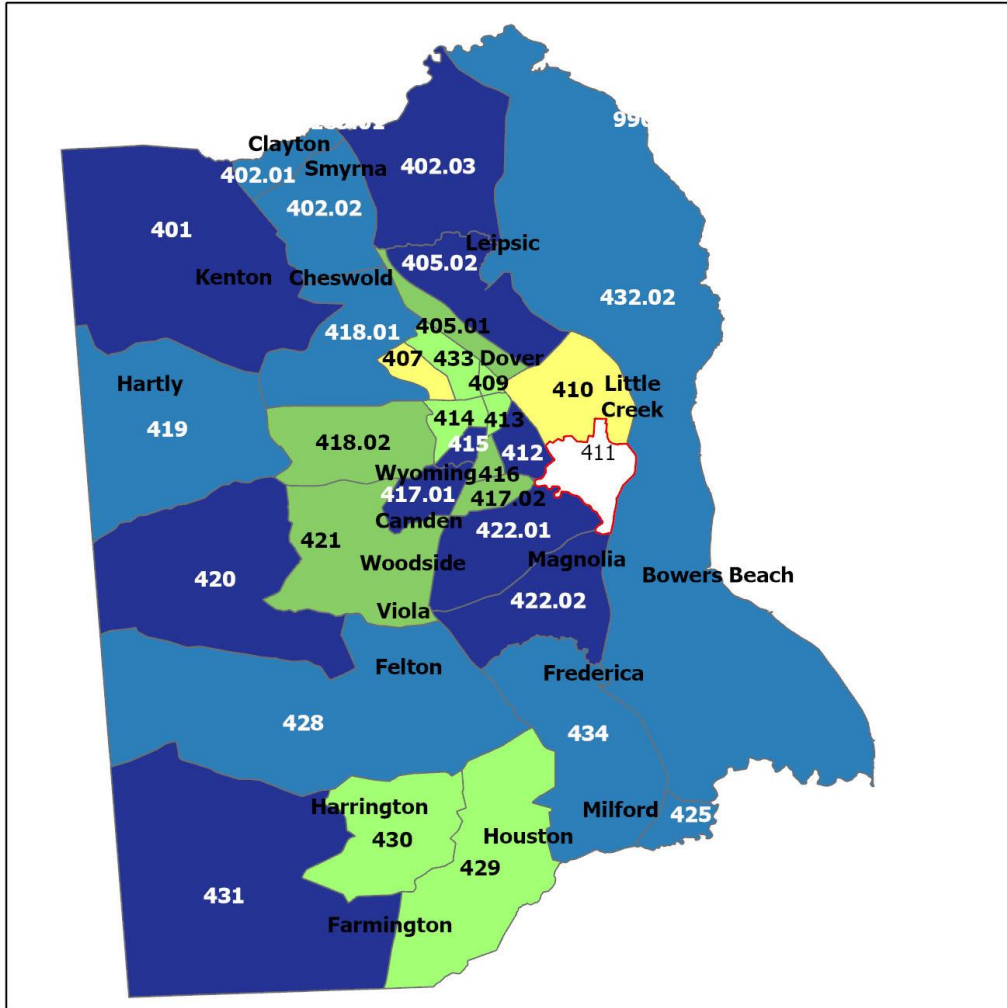 Clayton
Smyrna
402.01
402.03
402.02
401
Leipsic
405.02
Kenton
Cheswold
432.02
405.01
418.01
407
433
Dover
Hartly
409
410
Little
Creek
419
414
413
418.02
415
412
411
Wyoming
416
417.01
417.02
Camden
422.01
421
Woodside
Magnolia
420
Bowers Beach
422.02
Viola
Felton
Frederica
428
434
Harrington
Milford
425
430
Houston
429
431
Farmington